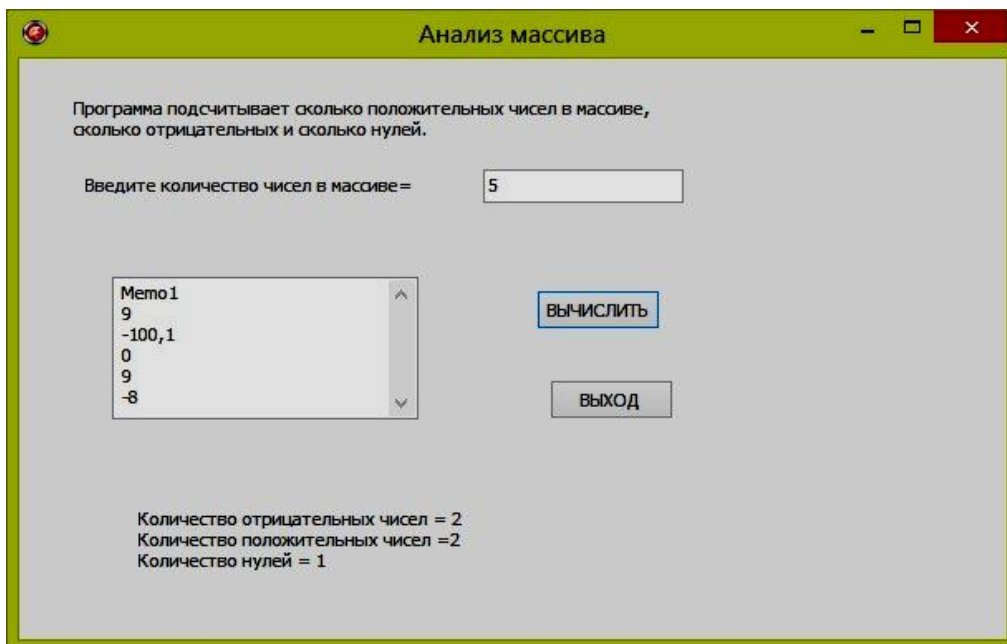 Анализ массива
Программа подсчитывает сколько положительных чисел в массиве,
сколько отрицательных и сколько нулей.
Введите количество чисел в массиве=
5
Memo1
9
-100,1
0
9
-8
ВЫЧИСЛИТЬ
ВЫХОД
Количество отрицательных чисел = 2
Количество положительных чисел =2
Количество нулей = 1